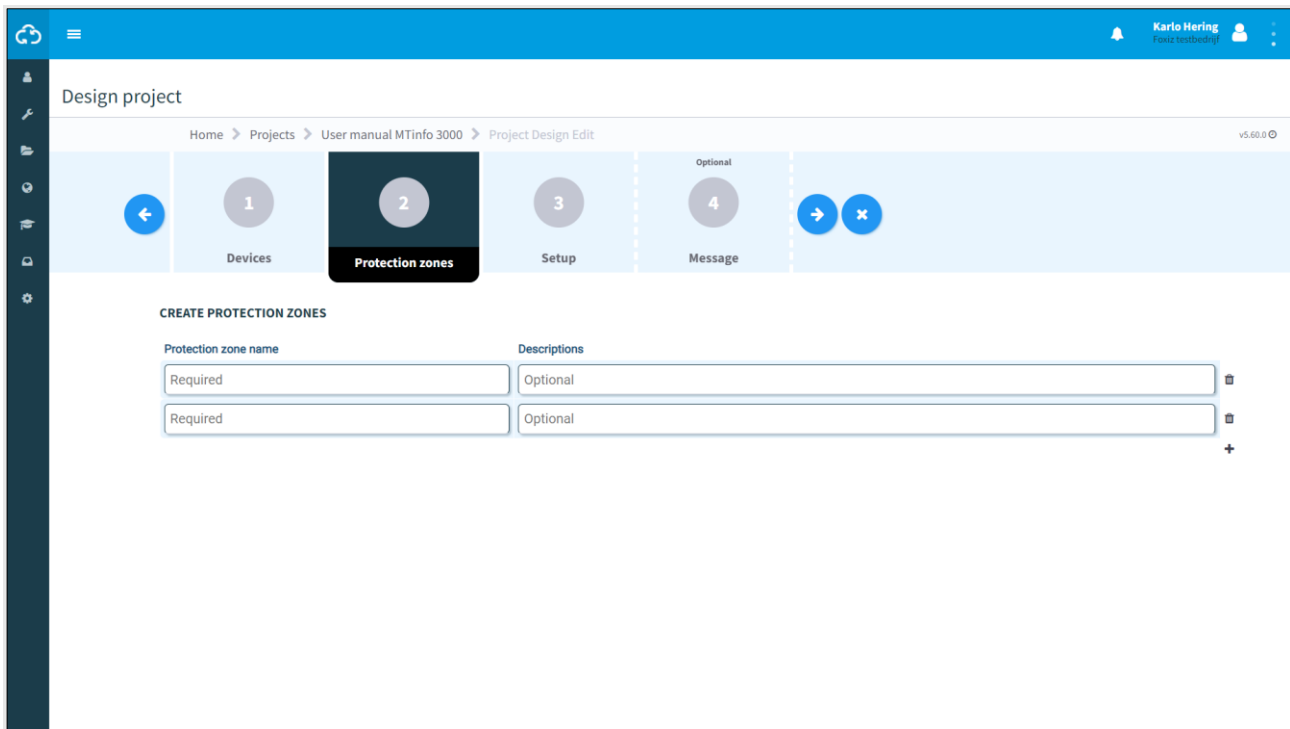 Karlo Hering
Foxiz testbedrijf
Design project
Home Projects User manual MTinfo 3000 Project Design Edit
v5.60.0
Optional
1 2 3 4
Devices Protection zones Setup Message
CREATE PROTECTION ZONES
Protection zone name Descriptions
Required Optional
Required Optional